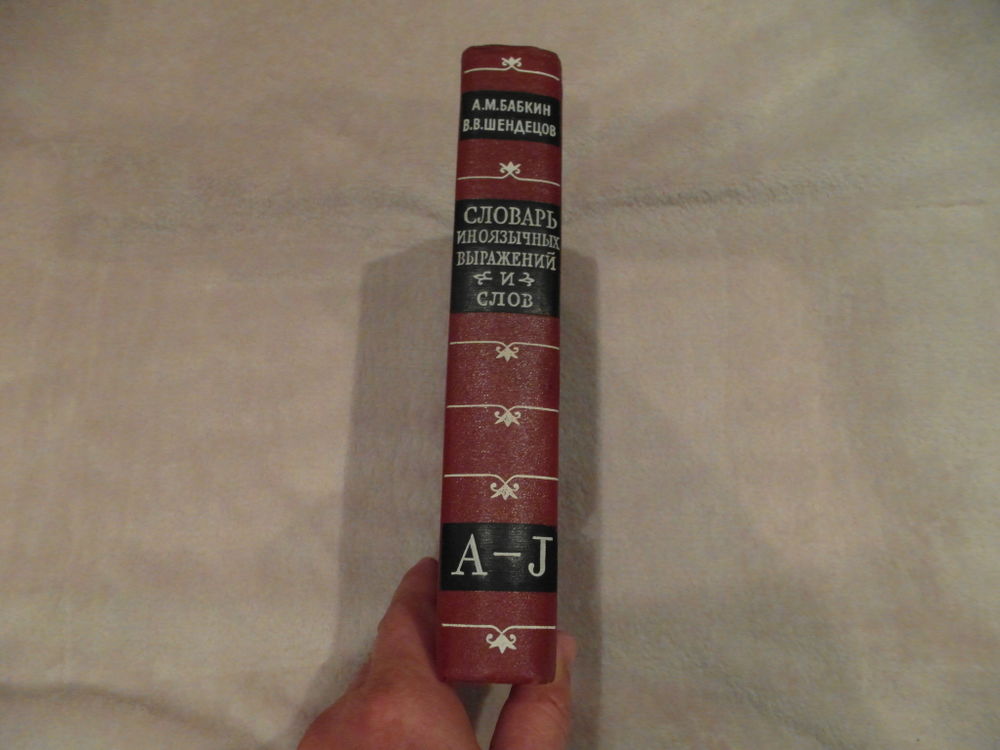 А.М.БАБКИН
В.В.ШЕНДЕЦОВ
СЛОВАРЬ
ИНОЯЗЫЧНЫХ
ВЫРАЖЕНИЙ
И
СЛОВ
A–J